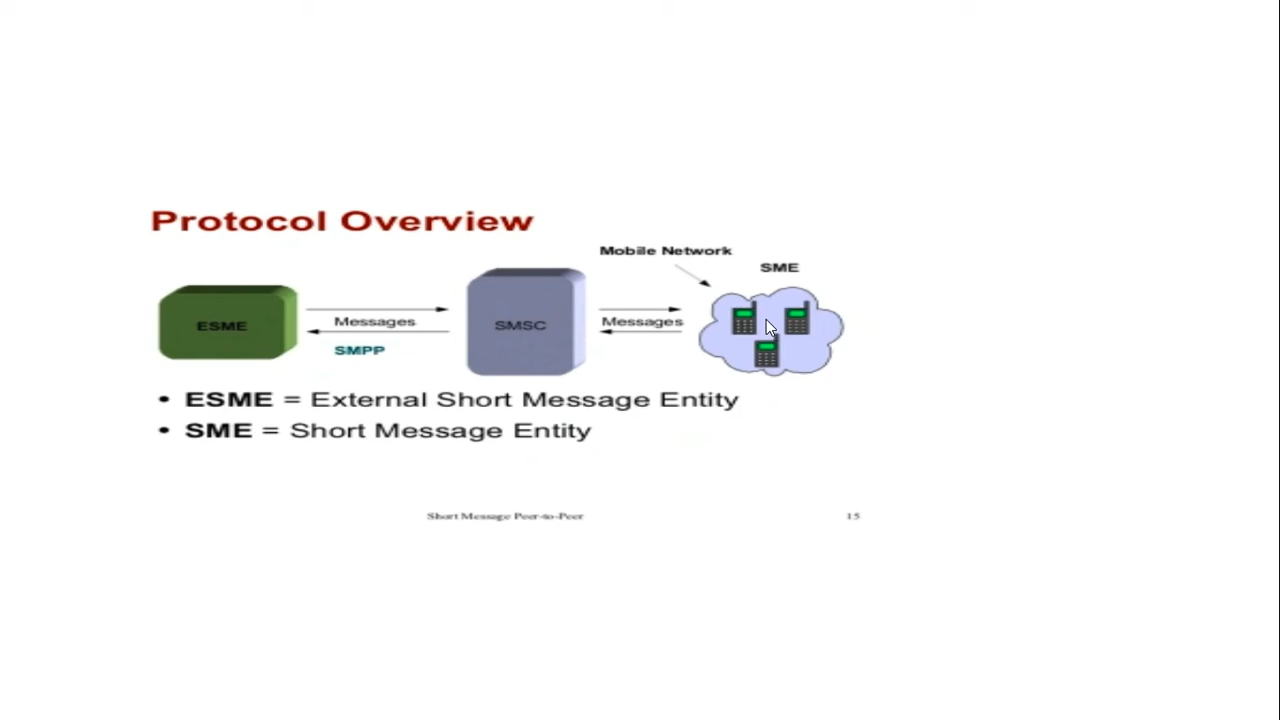 Protocol Overview
Mobile Network
SME
ESME
Messages
SMPP
SMSC
Messages
• ESME = External Short Message Entity
• SME = Short Message Entity
Short Message Peer-to-Peer
15